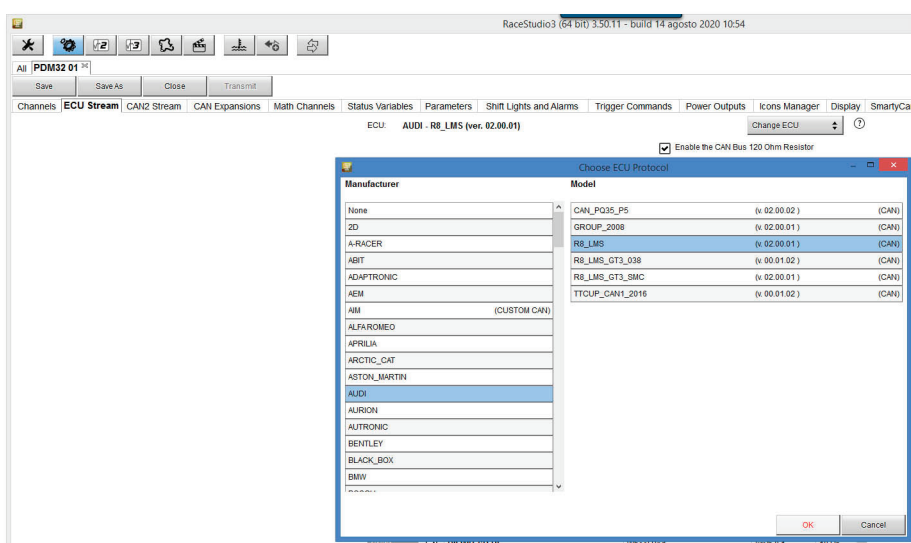 RaceStudio3 (64 bit) 3.50.11 - build 14 agosto 2020 10:54
All PDM32 01
Save Save As Close Transmit
Channels ECU Stream CAN2 Stream CAN Expansions Math Channels Status Variables Parameters Shift Lights and Alarms Trigger Commands Power Outputs Icons Manager Display SmartyCa
ECU: AUDI - R8_LMS (ver. 02.00.01) Change ECU ?
Enable the CAN Bus 120 Ohm Resistor
Choose ECU Protocol
Manufacturer Model
None CAN_PQ35_P5 (v. 02.00.02 ) (CAN)
2D GROUP_2008 (v. 02.00.01 ) (CAN)
A-RACER R8_LMS (v. 02.00.01 ) (CAN)
ABIT R8_LMS_GT3_038 (v. 00.01.02 ) (CAN)
ADAPTRONIC R8_LMS_GT3_SMC (v. 02.00.01 ) (CAN)
AEM TTCUP_CAN1_2016 (v. 00.01.02 ) (CAN)
AIM (CUSTOM CAN)
ALFA ROMEO
APRILIA
ARCTIC_CAT
ASTON_MARTIN
AUDI
AURION
AUTRONIC
BENTLEY
BLACK_BOX
BMW
OK Cancel